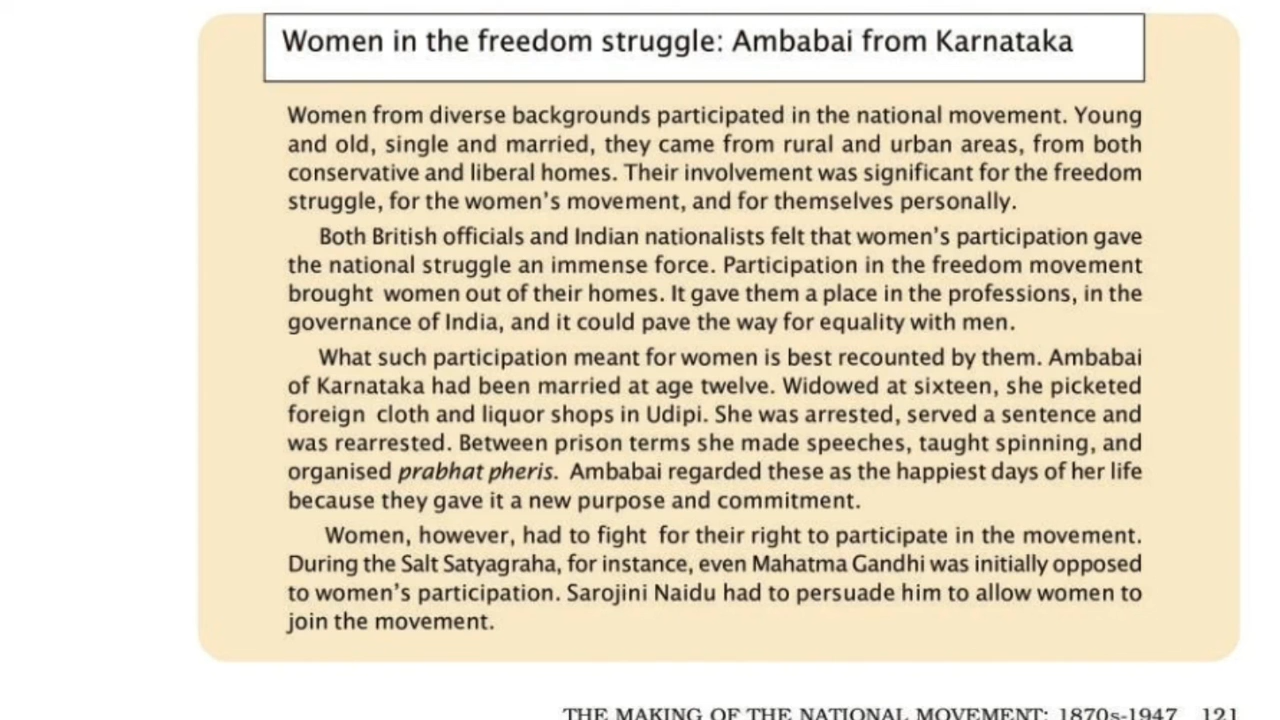 Women in the freedom struggle: Ambabai from Karnataka
Women from diverse backgrounds participated in the national movement. Young
and old, single and married, they came from rural and urban areas, from both
conservative and liberal homes. Their involvement was significant for the freedom
struggle, for the women's movement, and for themselves personally.
Both British officials and Indian nationalists felt that women's participation gave
the national struggle an immense force. Participation in the freedom movement
brought women out of their homes. It gave them a place in the professions, in the
governance of India, and it could pave the way for equality with men.
What such participation meant for women is best recounted by them. Ambabai
of Karnataka had been married at age twelve. Widowed at sixteen, she picketed
foreign cloth and liquor shops in Udipi. She was arrested, served a sentence and
was rearrested. Between prison terms she made speeches, taught spinning, and
organised prabhat pheris. Ambabai regarded these as the happiest days of her life
because they gave it a new purpose and commitment.
Women, however, had to fight for their right to participate in the movement.
During the Salt Satyagraha, for instance, even Mahatma Gandhi was initially opposed
to women's participation. Sarojini Naidu had to persuade him to allow women to
join the movement.
THE MAKING OF THE NATIONAL MOVEMENT: 1870s-1947 121